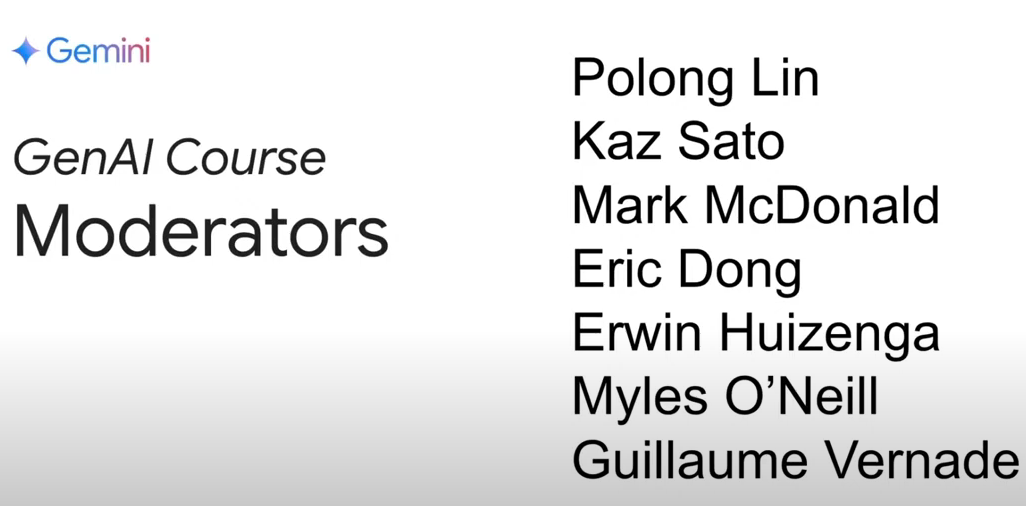 Gemini
GenAI Course
Moderators
Polong Lin
Kaz Sato
Mark McDonald
Eric Dong
Erwin Huizenga
Myles O’Neill
Guillaume Vernade